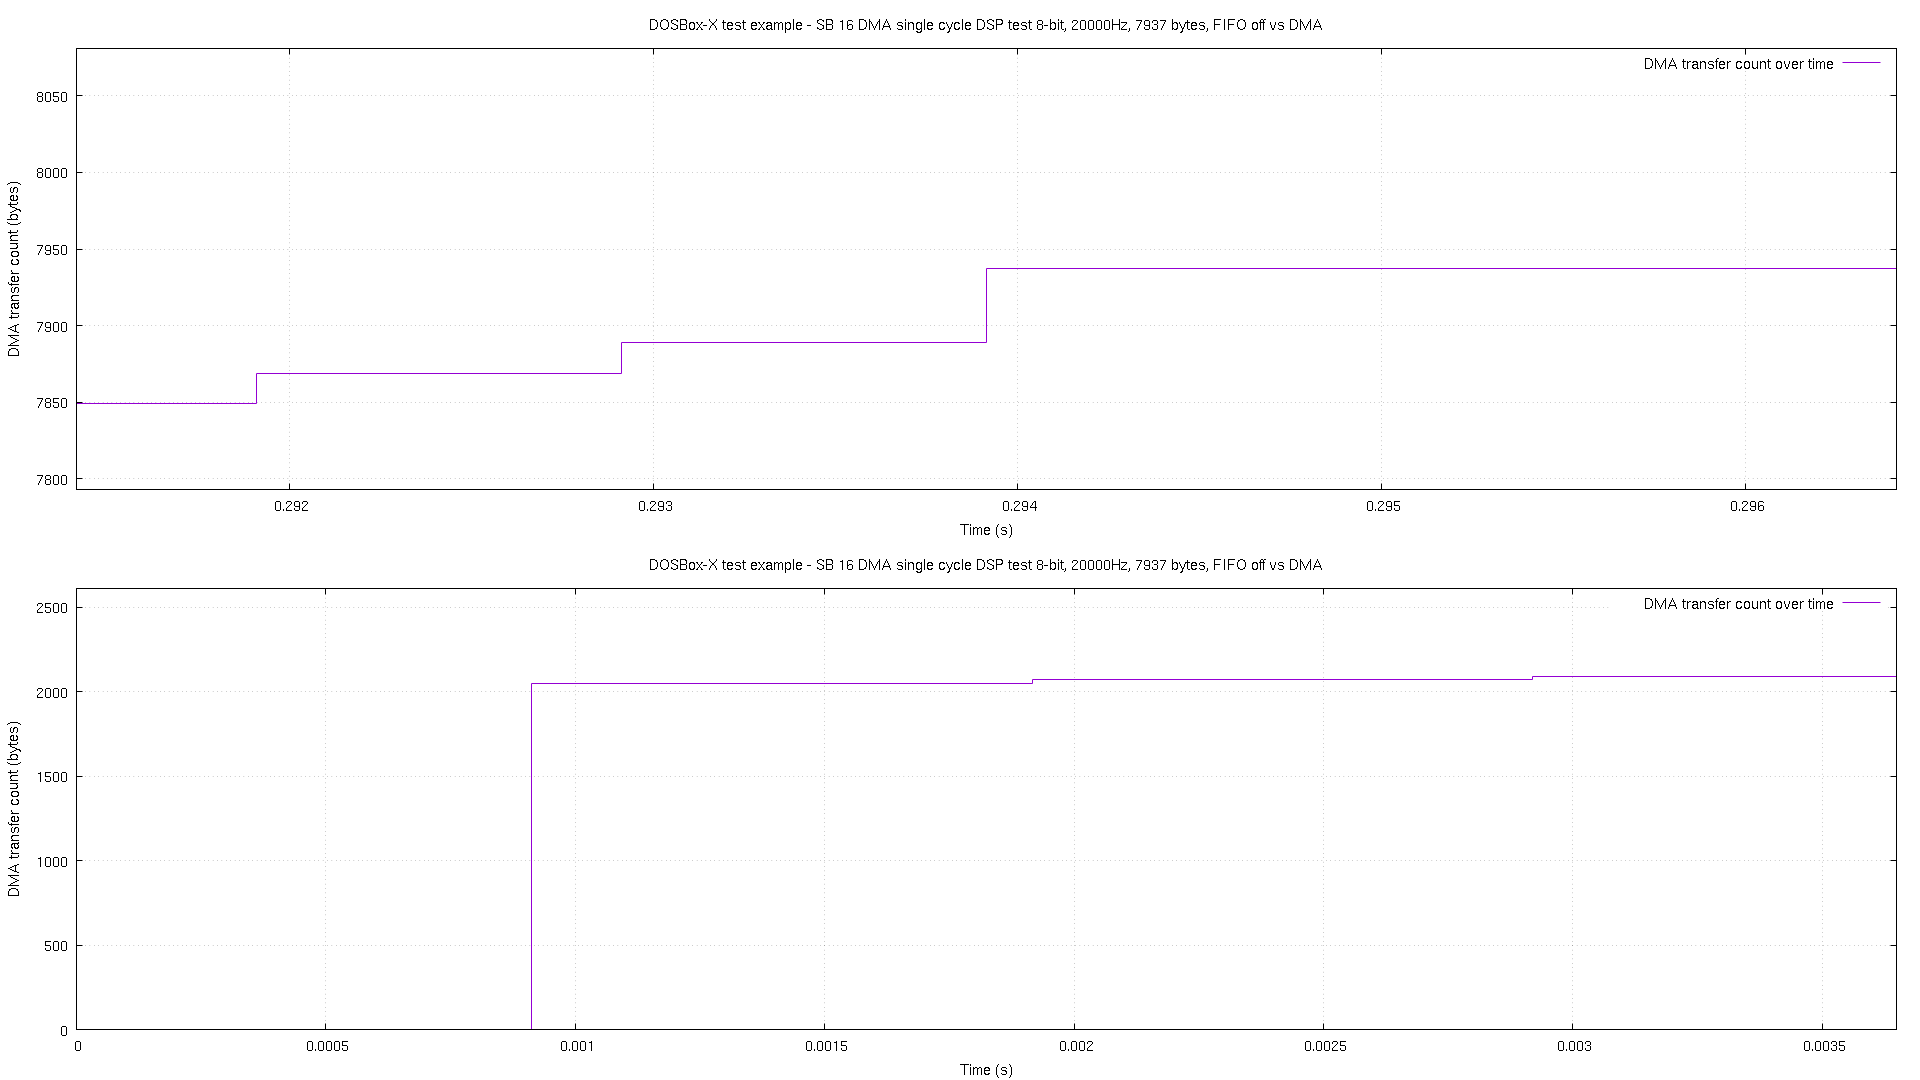 DOSBox-X test example - SB 16 DMA single cycle DSP test 8-bit, 20000Hz, 7937 bytes, FIFO off vs DMA
DMA transfer count over time
DMA transfer count (bytes)
8050
8000
7950
7900
7850
7800
0.292 0.293 0.294 0.295 0.296
Time (s)
DOSBox-X test example - SB 16 DMA single cycle DSP test 8-bit, 20000Hz, 7937 bytes, FIFO off vs DMA
DMA transfer count over time
DMA transfer count (bytes)
2500
2000
1500
1000
500
0
0 0.0005 0.001 0.0015 0.002 0.0025 0.003 0.0035
Time (s)